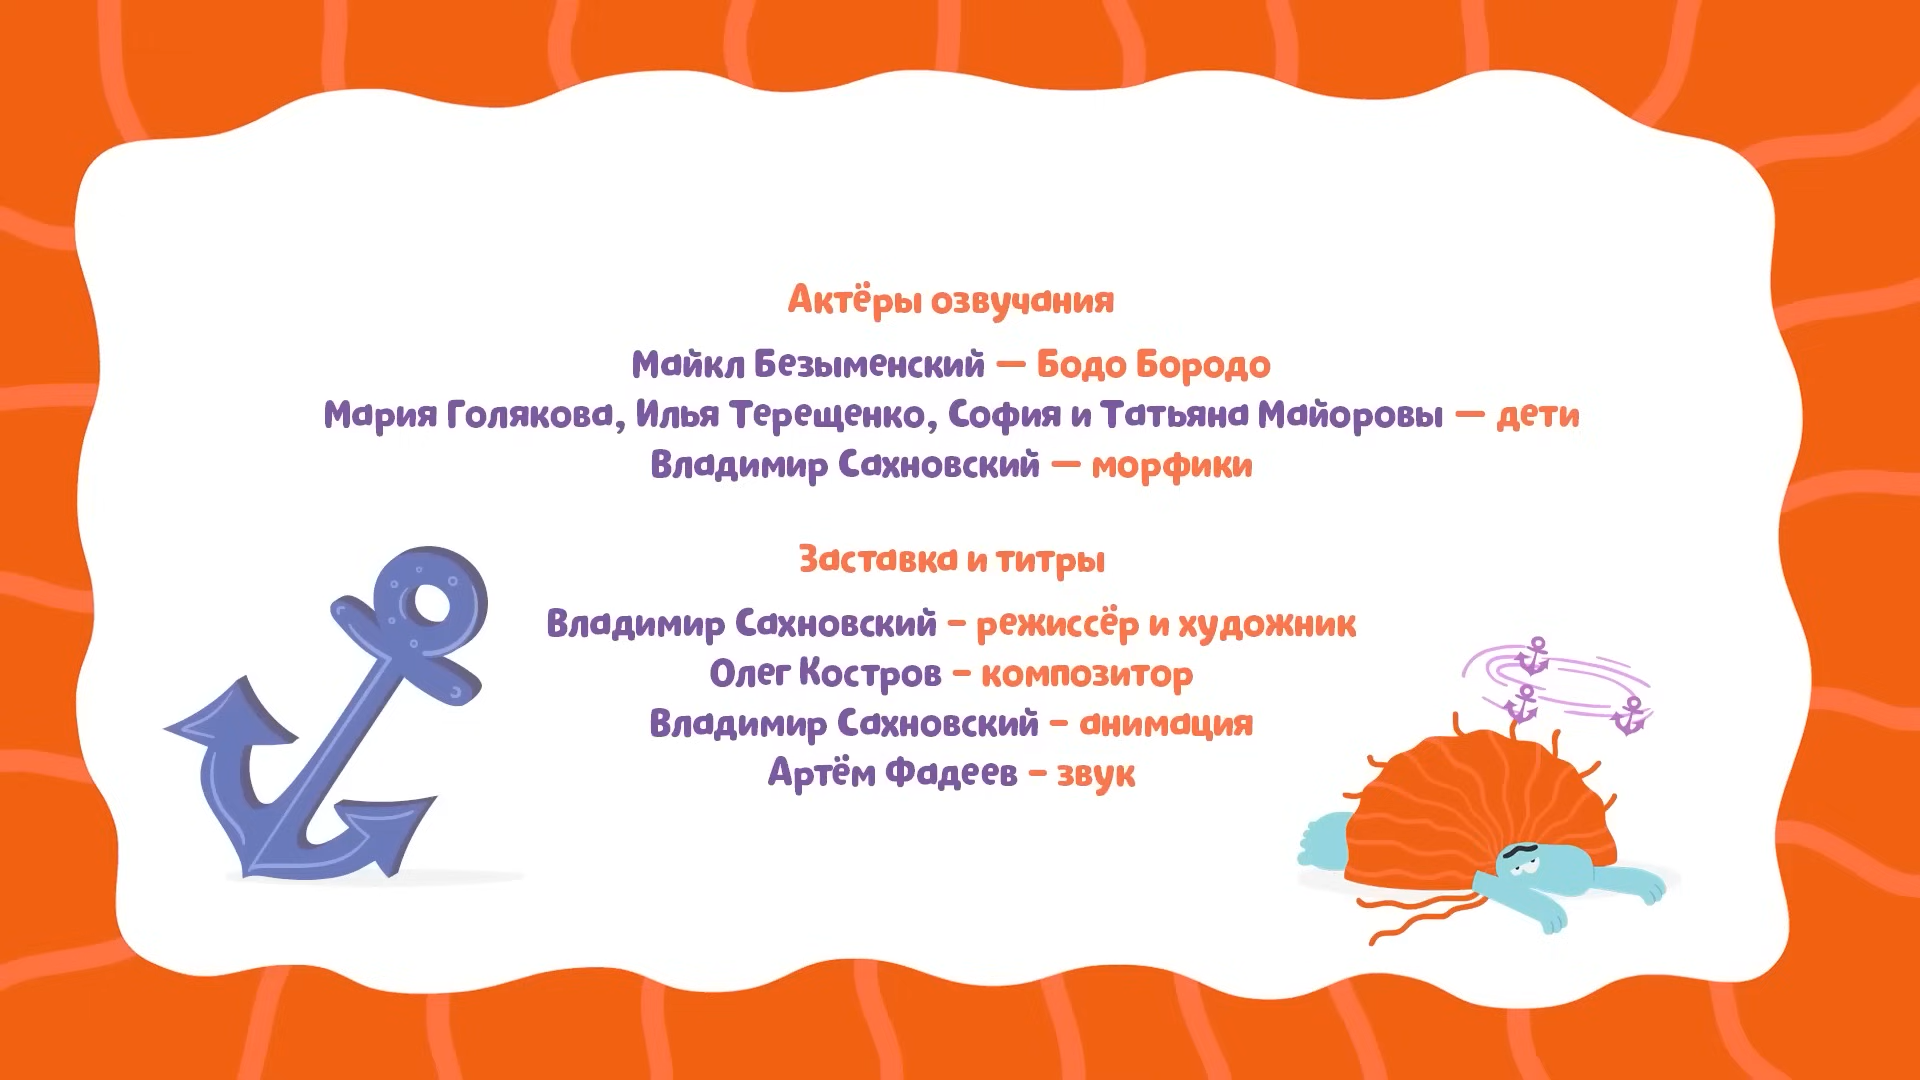 Актёры озвучания
Майкл Безыменский — Бодо Бородо
Мария Голякова, Илья Терещенко, София и Татьяна Майоровы — дети
Владимир Сахновский — морфики
Заставка и титры
Владимир Сахновский – режиссёр и художник
Олег Костров – композитор
Владимир Сахновский – анимация
Артём Фадеев – звук